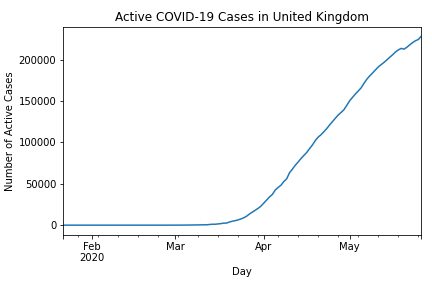 Active COVID-19 Cases in United Kingdom
Number of Active Cases
200000
150000
100000
50000
0
Feb
2020
Mar
Apr
May
Day